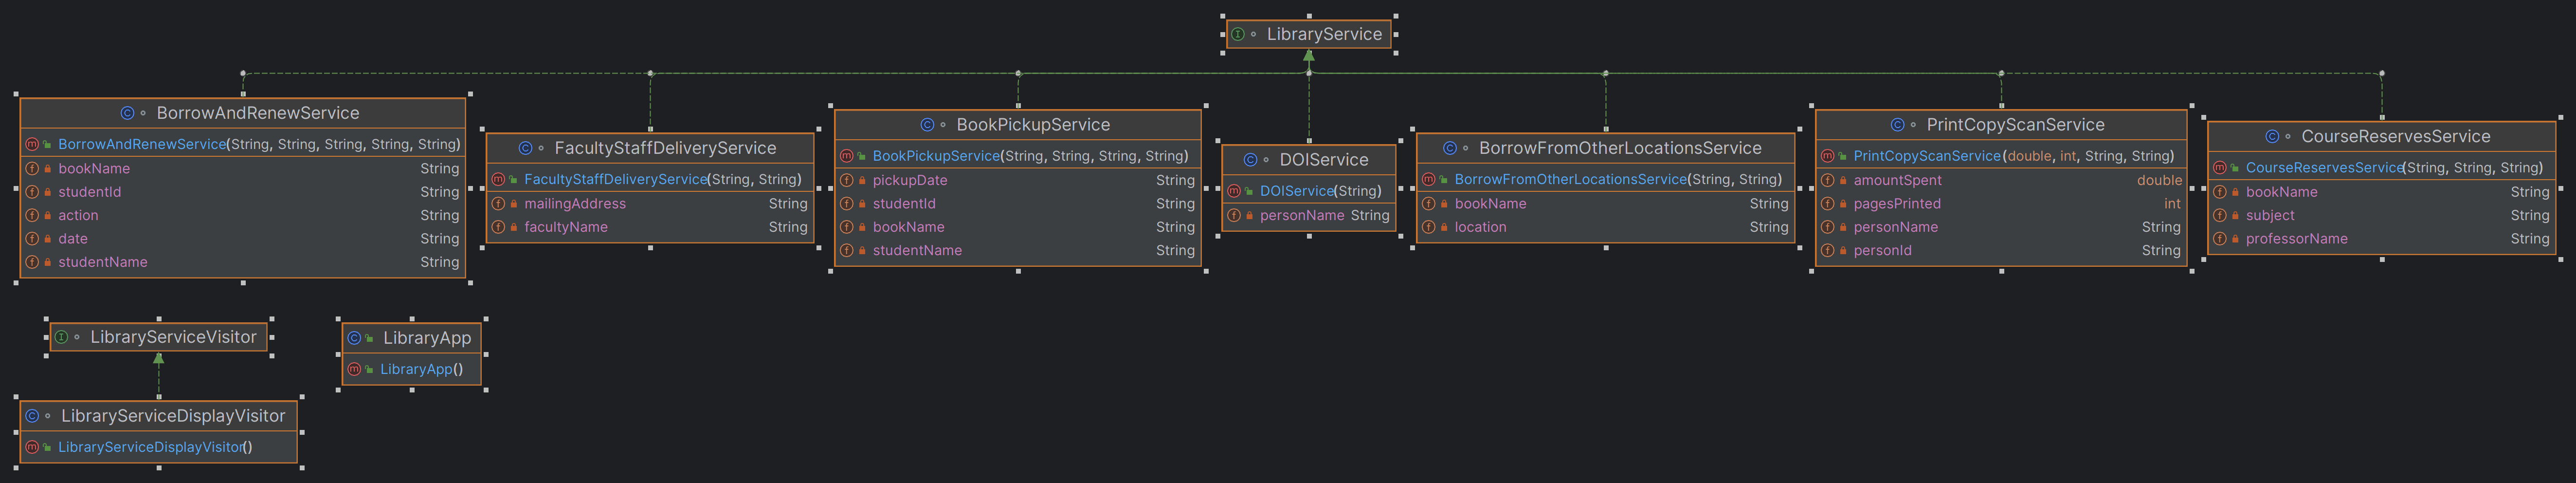 LibraryService
BorrowAndRenewService
BorrowAndRenewService(String, String, String, String, String)
bookName String
studentId String
action String
date String
studentName String
FacultyStaffDeliveryService
FacultyStaffDeliveryService(String, String)
mailingAddress String
facultyName String
BookPickupService
BookPickupService(String, String, String, String)
pickupDate String
studentId String
bookName String
studentName String
DOIService
DOIService(String)
personName String
BorrowFromOtherLocationsService
BorrowFromOtherLocationsService(String, String)
bookName String
location String
PrintCopyScanService
PrintCopyScanService(double, int, String, String)
amountSpent double
pagesPrinted int
personName String
personId String
CourseReservesService
CourseReservesService(String, String, String)
bookName String
subject String
professorName String
LibraryServiceVisitor
LibraryApp
LibraryApp()
LibraryServiceDisplayVisitor
LibraryServiceDisplayVisitor()